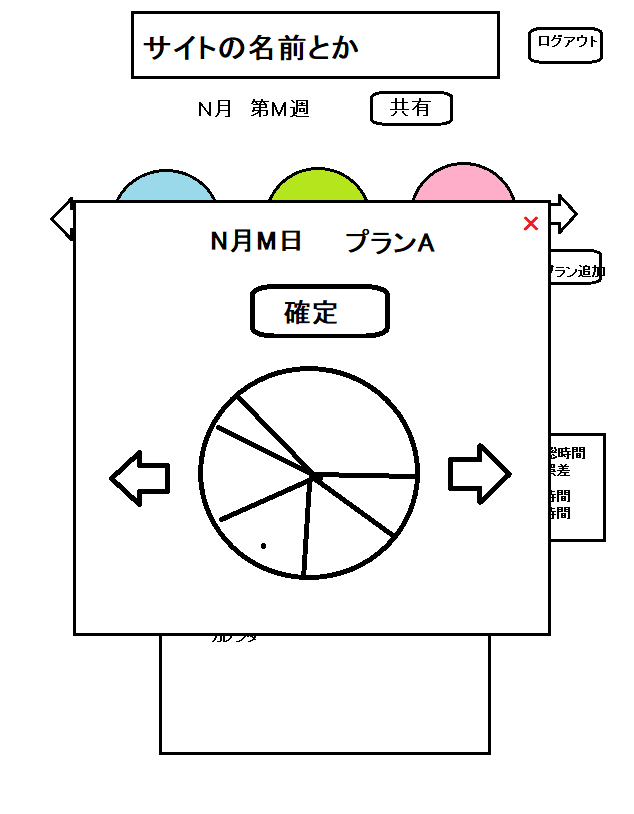 サイトの名前とか
ログアウト
N月 第M週
共有
×
N月M日 プランA
ラン追加
確定
総時間
誤差
時間
時間
カレンダー